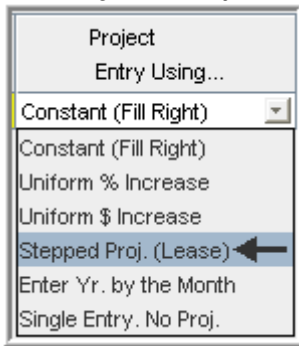 Project
Entry Using...
Constant (Fill Right)
Constant (Fill Right)
Uniform % Increase
Uniform $ Increase
Stepped Proj. (Lease)
Enter Yr. by the Month
Single Entry. No Proj.